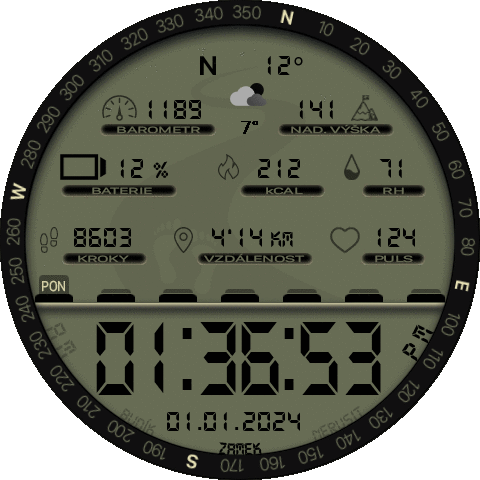 N 12°
1189 141
BAROMETR 7° NAD. VÝŠKA
12 % 212 71
BATERIE kCAL RH
8603 4'14 KM 124
KROKY VZDÁLENOST PULS
PON
01:36:53 PM
01.01.2024
ZAMEK
N 10 20 30 40 50 60 70 80 E 100 110 120 130 140 150 160 170 S 190 200 210 220 230 240 250 260 W 280 290 300 310 320 330 340 350